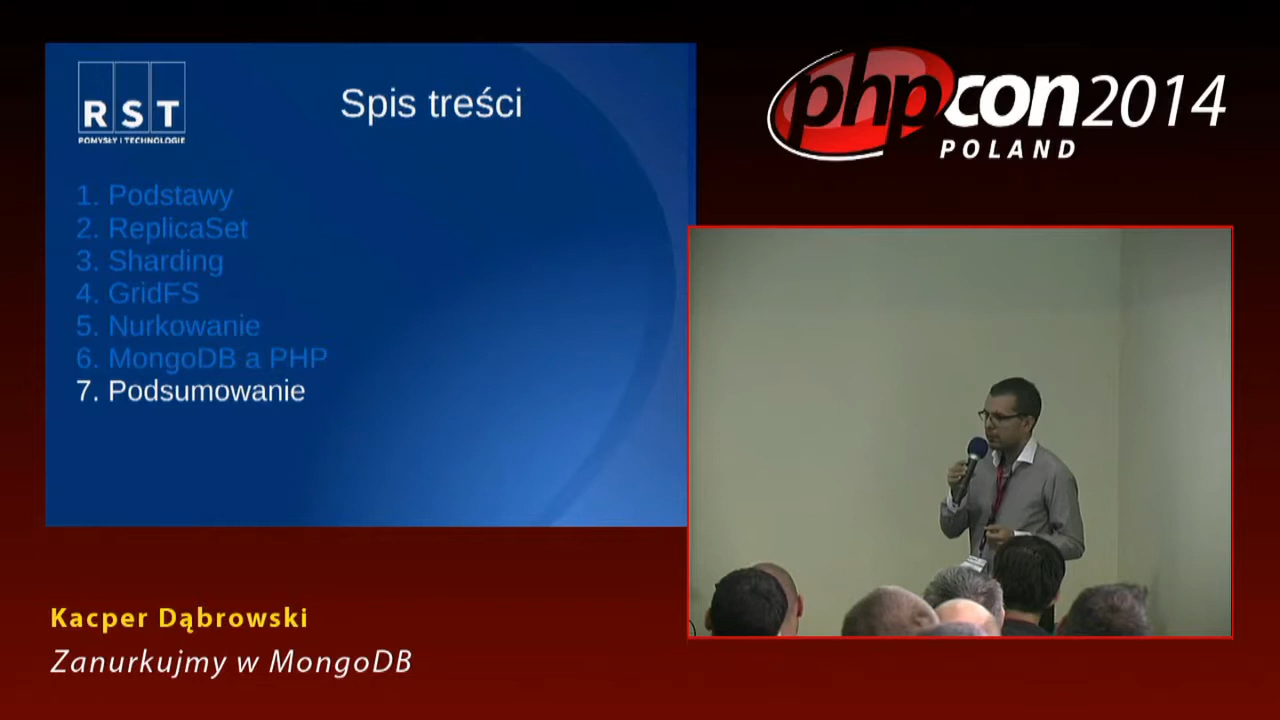 RST
POMYSŁY I TECHNOLOGIE
Spis treści
1. Podstawy
2. ReplicaSet
3. Sharding
4. GridFS
5. Nurkowanie
6. MongoDB a PHP
7. Podsumowanie
phpcon2014
POLAND
Kacper Dąbrowski
Zanurkujmy w MongoDB